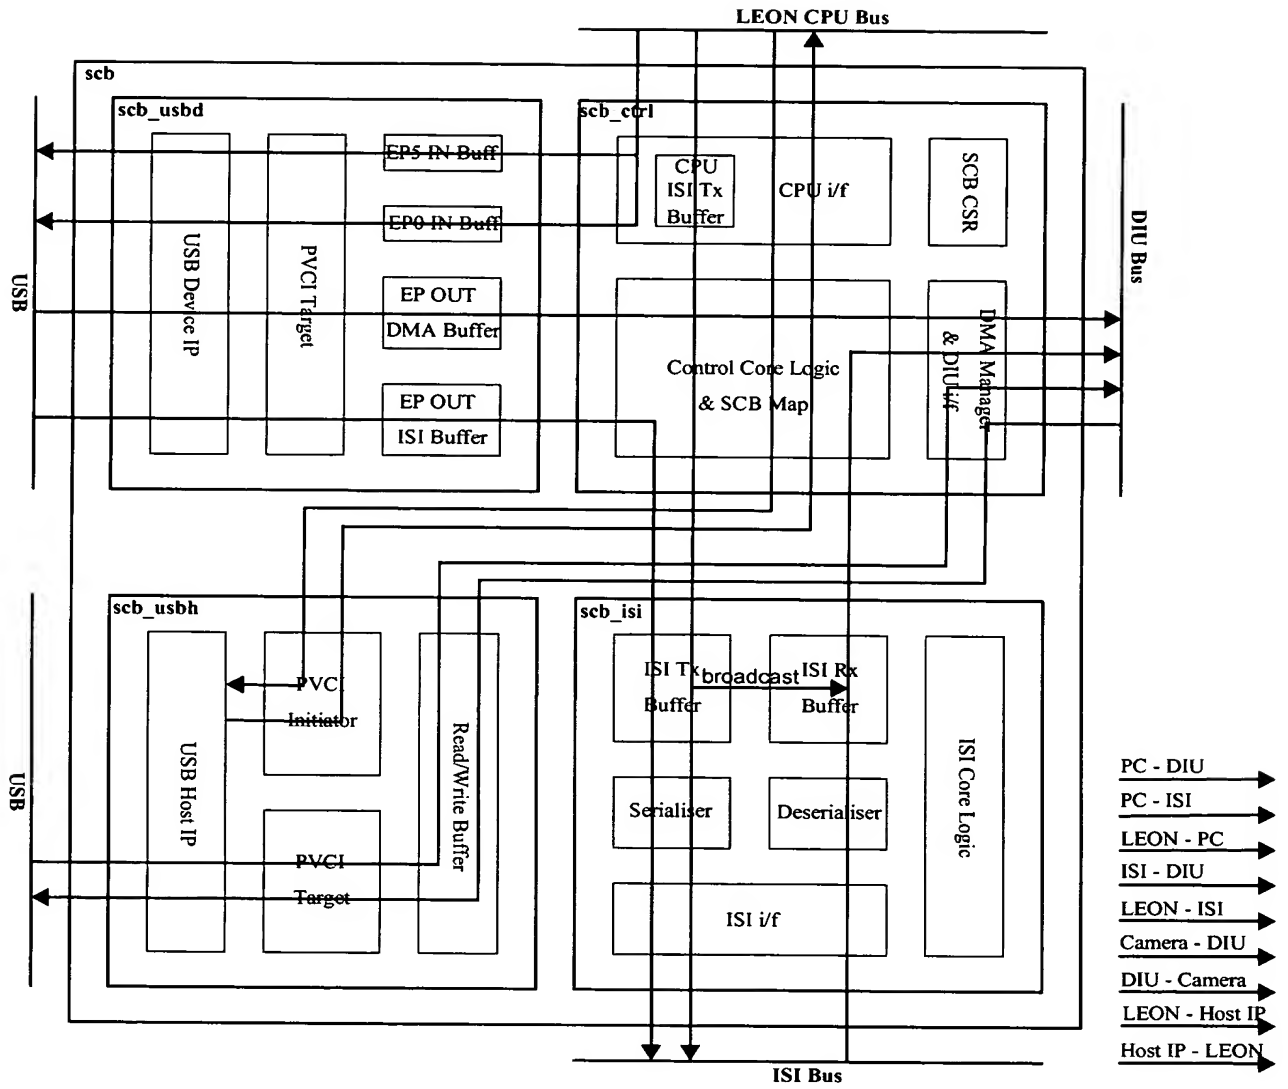 LEON CPU Bus
scb
scb_usbd
USB Device IP
PVCI Target
EP5 IN Buff
EP0 IN Buff
EP OUT
DMA Buffer
EP OUT
ISI Buffer
USB
scb_ctrl
CPU
ISI Tx
Buffer
CPU i/f
SCB CSR
Control Core Logic
& SCB Map
DMA Manager
& DIU i/f
DIU Bus
scb_usbh
USB Host IP
PVCI
Initiator
PVCI
Target
Read/Write Buffer
USB
scb_isi
ISI Tx
Buffer
broadcast
ISI Rx
Buffer
Serialiser
Deserialiser
ISI i/f
ISI Core Logic
ISI Bus
PC - DIU
PC - ISI
LEON - PC
ISI - DIU
LEON - ISI
Camera - DIU
DIU - Camera
LEON - Host IP
Host IP - LEON